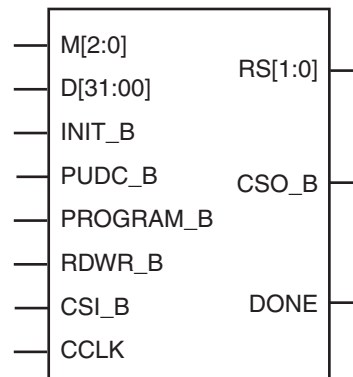 M[2:0]
D[31:00]
INIT_B
PUDC_B
PROGRAM_B
RDWR_B
CSI_B
CCLK
RS[1:0]
CSO_B
DONE